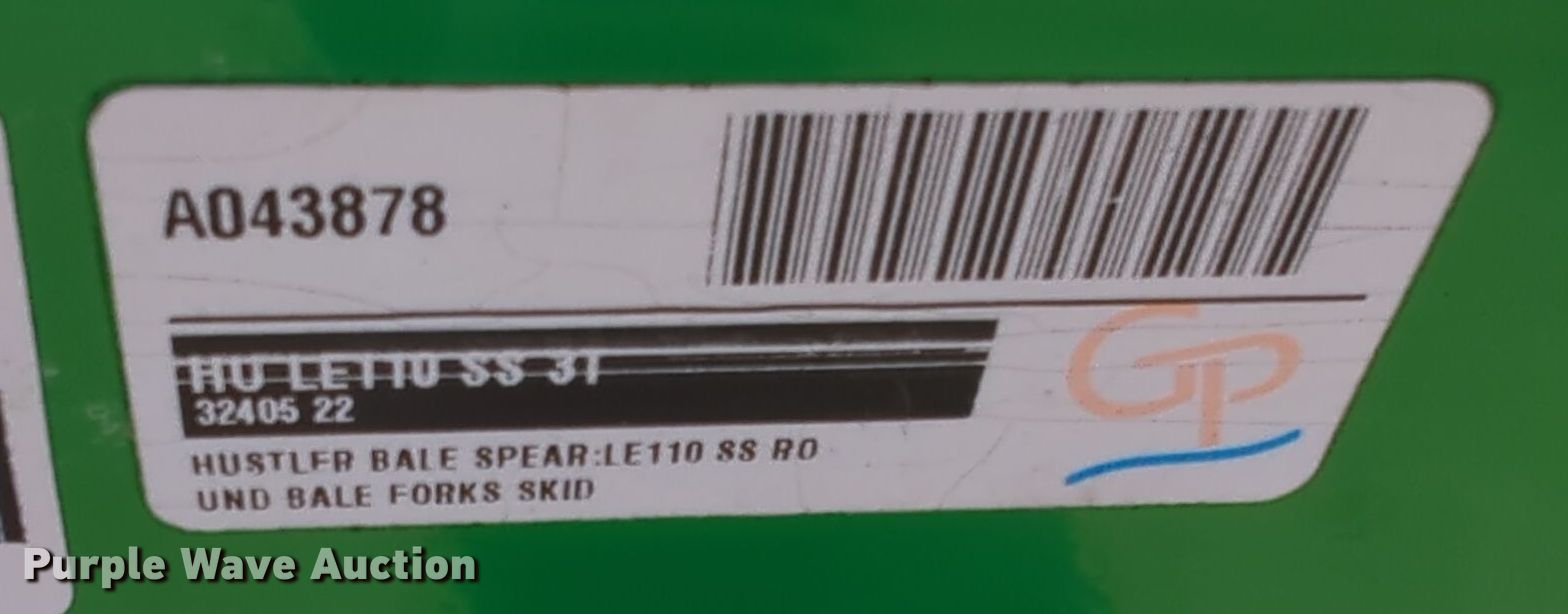 A043878
HU LE110 SS 31
32405 22
HUSTLER BALE SPEAR:LE110 SS RO
UND BALE FORKS SKID
GP
Purple Wave Auction